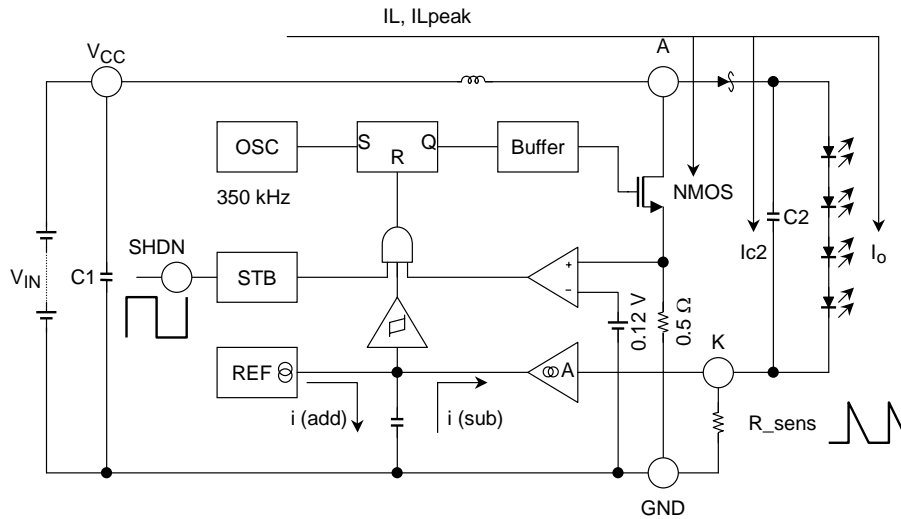 IL, ILpeak
VCC
A
OSC
S
Q
R
Buffer
350 kHz
NMOS
C2
Ic2
Io
SHDN
VIN
C1
STB
+
−
0.12 V
0.5 Ω
K
REF
A
i (add)
i (sub)
R_sens
GND